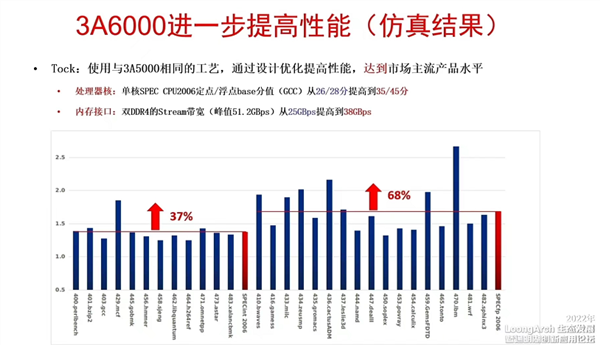 3A6000进一步提高性能（仿真结果）
• Tock：使用与3A5000相同的工艺，通过设计优化提高性能，达到市场主流产品水平
➢ 处理器核：单核SPEC CPU2006定点/浮点base分值（GCC）从26/28分提高到35/45分
➢ 内存接口：双DDR4的Stream带宽（峰值51.2GBps）从25GBps提高到38GBps
2.5
2.0
1.5
1.0
0.5
37%
68%
400.perlbench
401.bzip2
403.gcc
429.mcf
445.gobmk
456.hmmer
458.sjeng
462.libquantum
464.h264ref
471.omnetpp
473.astar
483.xalancbmk
SPECint 2006
410.bwaves
416.gamess
433.milc
434.zeusmp
435.gromacs
436.cactusADM
437.leslie3d
444.namd
447.dealII
450.soplex
453.povray
454.calculix
459.GemsFDTD
465.tonto
470.lbm
481.wrf
482.sphinx3
SPECfp 2006
2022年
LoongArch 生态发展